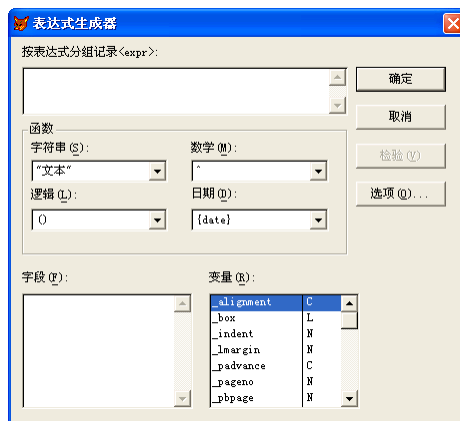 表达式生成器
按表达式分组记录<expr>:
确定
取消
函数
字符串(S):
数学(M):
检验(V)
"文本"
^
逻辑(L):
日期(D):
选项(O)...
()
{date}
字段(F):
变量(R):
_alignment C
_box L
_indent N
_lmargin N
_padvance C
_pageno N
_pbpage N